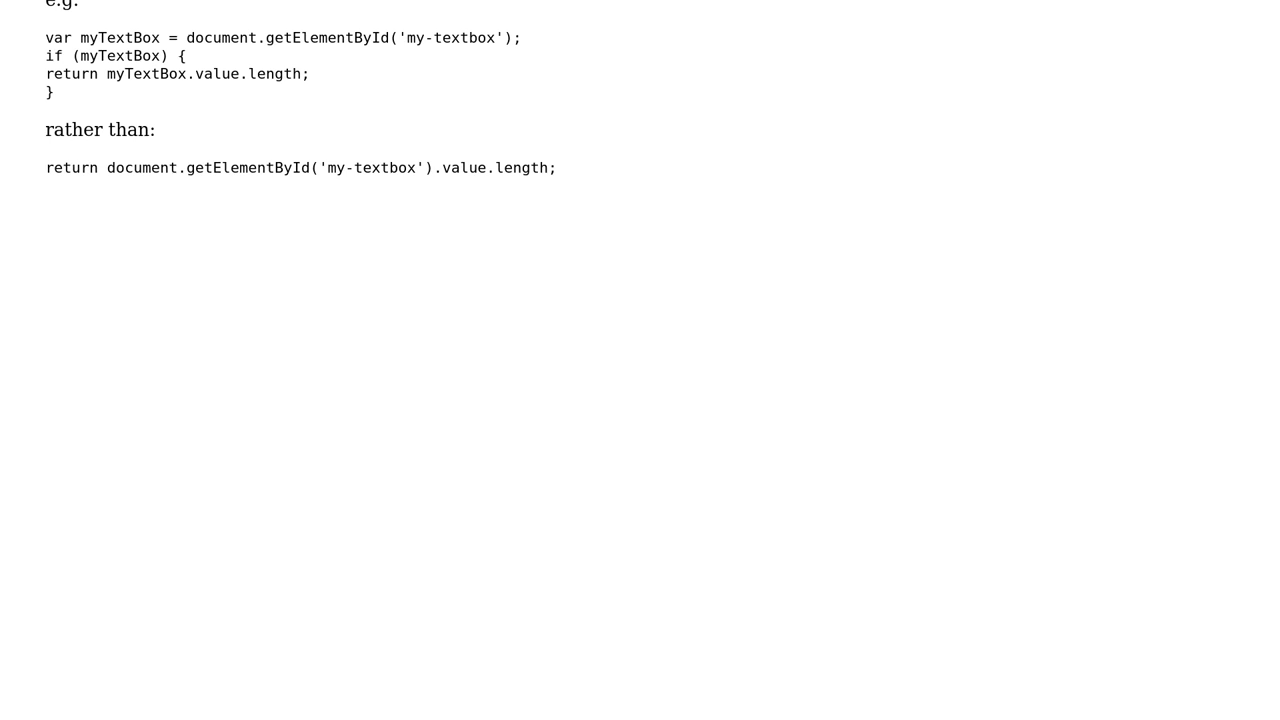 e.g.
var myTextBox = document.getElementById('my-textbox');
if (myTextBox) {
return myTextBox.value.length;
}
rather than:
return document.getElementById('my-textbox').value.length;